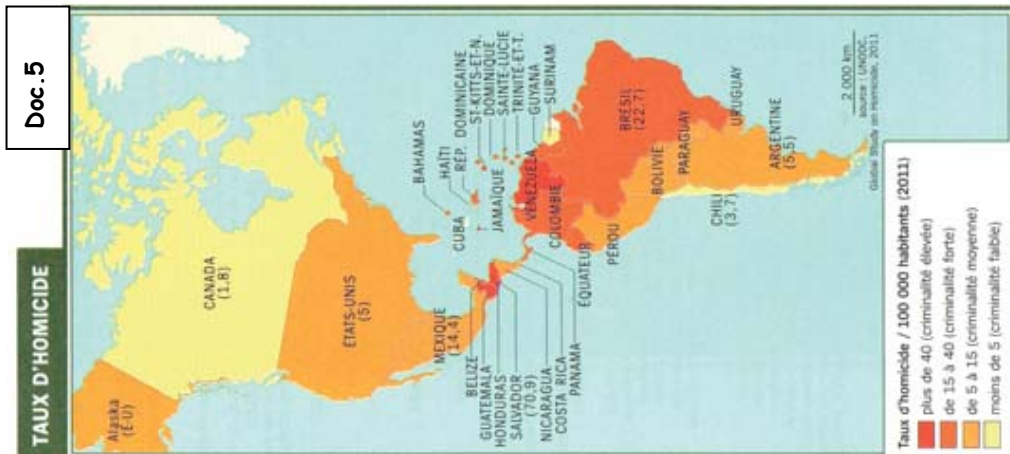 Doc.5
TAUX D'HOMICIDE
Alaska
(É-U)
CANADA
(1,8)
ÉTATS-UNIS
(5)
MEXIQUE
(14,4)
BAHAMAS
CUBA
HAÏTI
RÉP. DOMINICAINE
JAMAÏQUE
ST-KITTS-ET-N.
DOMINIQUE
SAINTE-LUCIE
TRINITÉ-ET-T.
GUYANA
SURINAM
BELIZE
GUATEMALA
HONDURAS
SALVADOR
(70,9)
NICARAGUA
COSTA RICA
PANAMA
VENEZUELA
COLOMBIE
ÉQUATEUR
PÉROU
BRÉSIL
(22,7)
BOLIVIE
PARAGUAY
CHILI
(3,7)
URUGUAY
ARGENTINE
(5,5)
2 000 km
source : UNODC,
Global Study on Homicide, 2011
Taux d'homicide / 100 000 habitants (2011)
plus de 40 (criminalité élevée)
de 15 à 40 (criminalité forte)
de 5 à 15 (criminalité moyenne)
moins de 5 (criminalité faible)